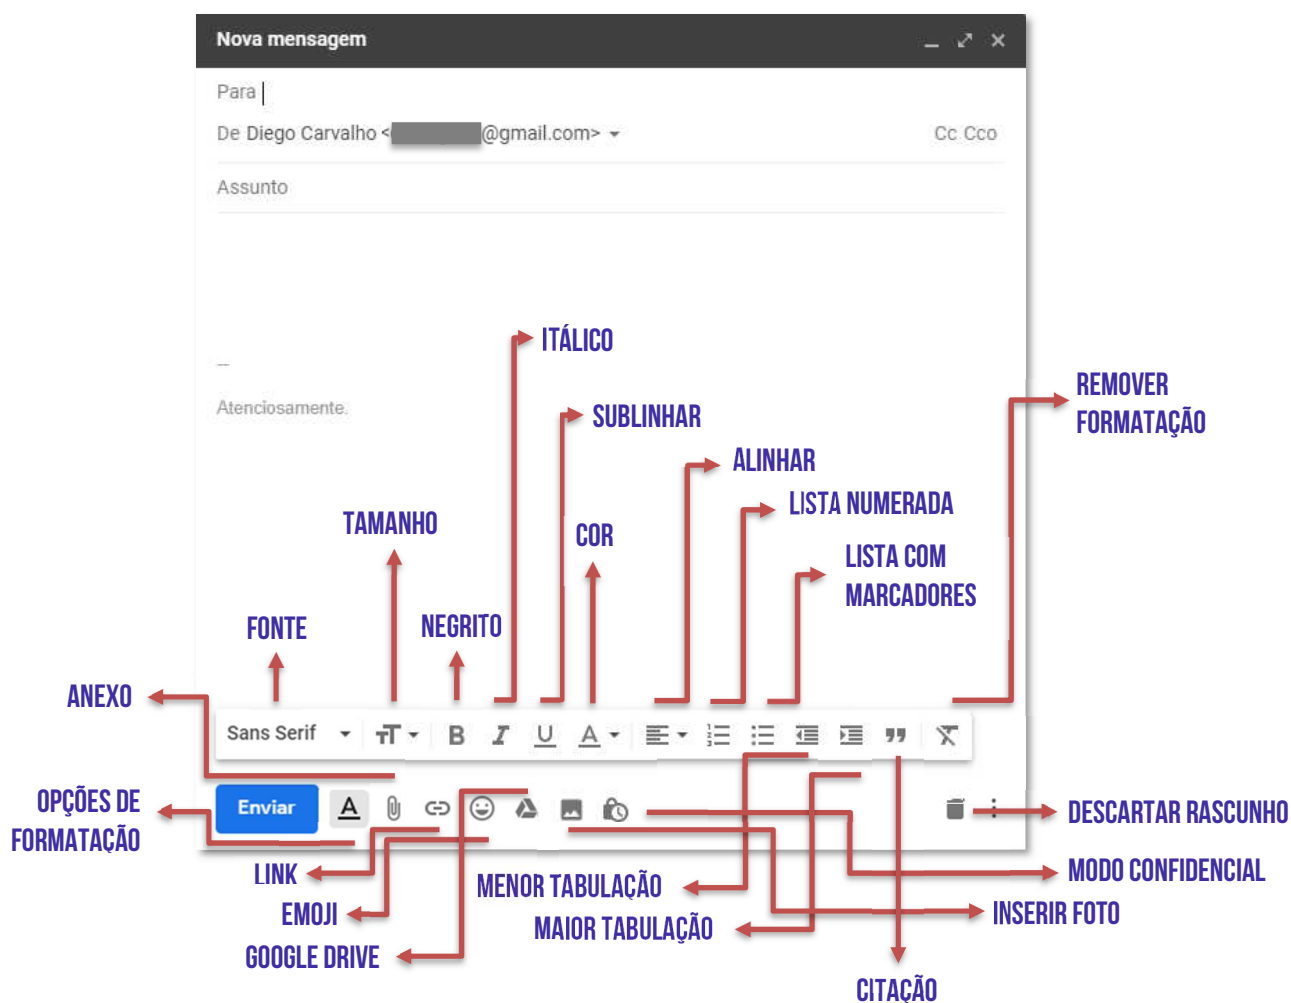 Nova mensagem
Para
De Diego Carvalho < @gmail.com>
Cc Cco
Assunto
ITÁLICO
--
Atenciosamente.
REMOVER
FORMATAÇÃO
SUBLINHAR
ALINHAR
LISTA NUMERADA
TAMANHO
COR
LISTA COM
MARCADORES
FONTE
NEGRITO
ANEXO
Sans Serif
OPÇÕES DE
FORMATAÇÃO
Enviar
DESCARTAR RASCUNHO
LINK
MENOR TABULAÇÃO
MODO CONFIDENCIAL
EMOJI
MAIOR TABULAÇÃO
INSERIR FOTO
GOOGLE DRIVE
CITAÇÃO